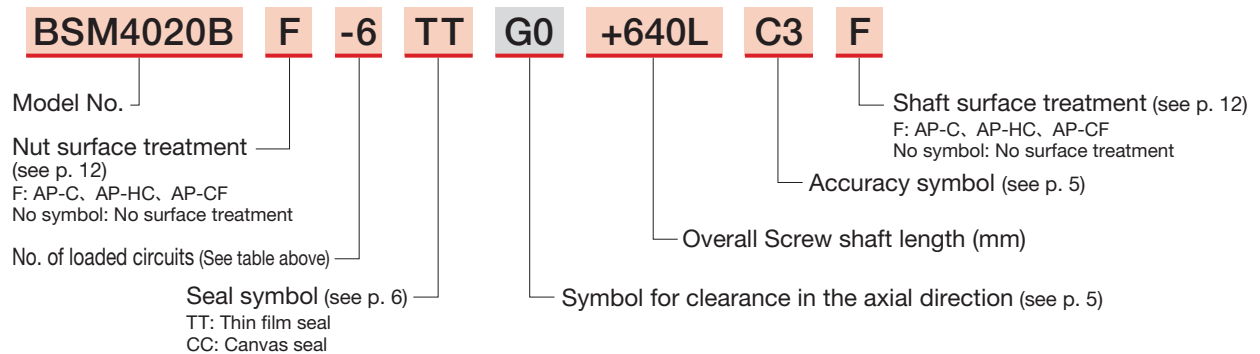 BSM4020B F -6 TT G0 +640L C3 F
Model No.
Nut surface treatment
(see p. 12)
F: AP-C、AP-HC、AP-CF
No symbol: No surface treatment
No. of loaded circuits (See table above)
Seal symbol (see p. 6)
TT: Thin film seal
CC: Canvas seal
Symbol for clearance in the axial direction (see p. 5)
Overall Screw shaft length (mm)
Accuracy symbol (see p. 5)
Shaft surface treatment (see p. 12)
F: AP-C、AP-HC、AP-CF
No symbol: No surface treatment